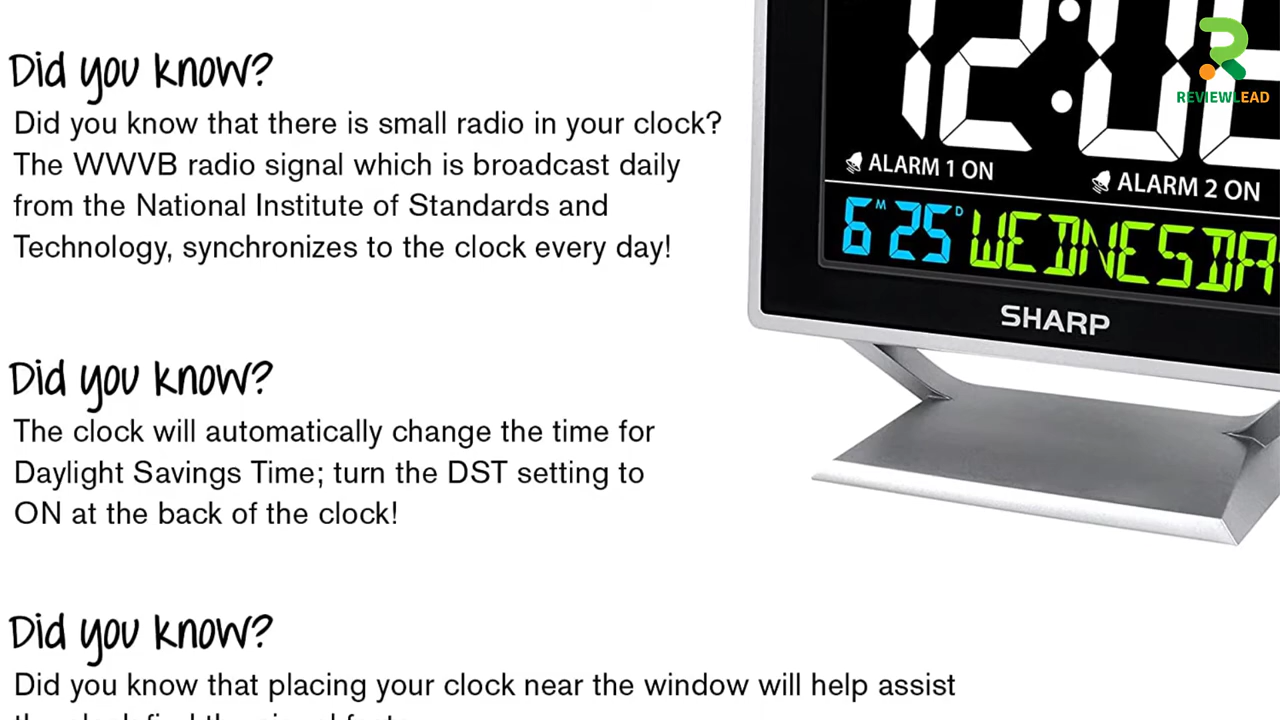 Did you know?
Did you know that there is small radio in your clock?
The WWVB radio signal which is broadcast daily
from the National Institute of Standards and
Technology, synchronizes to the clock every day!
Did you know?
The clock will automatically change the time for
Daylight Savings Time; turn the DST setting to
ON at the back of the clock!
Did you know?
Did you know that placing your clock near the window will help assist
REVIEWLEAD
ALARM 1 ON
ALARM 2 ON
6 M 25 D WEDNESDA
SHARP